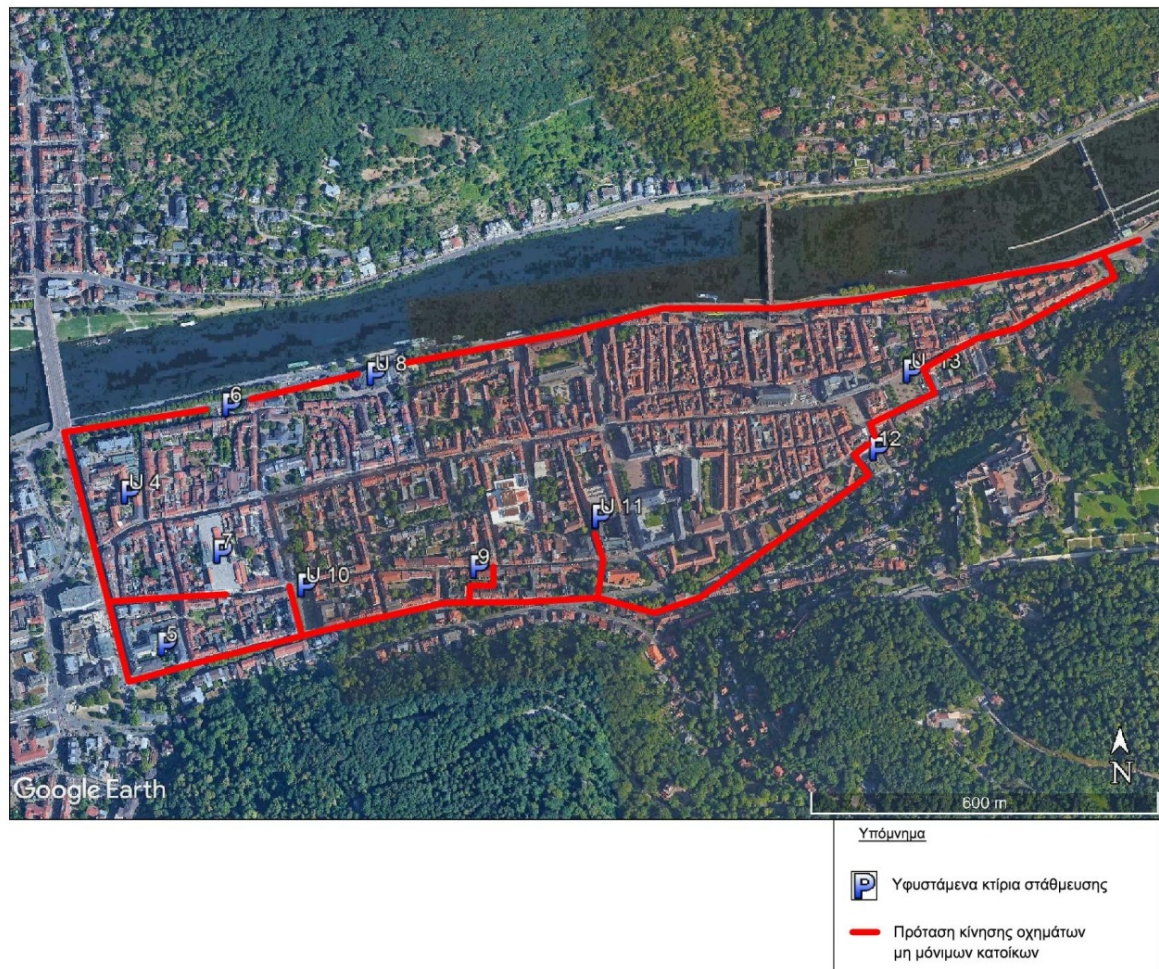 U 8
6
U 13
12
U 4
U 11
7
9
U 10
5
N
Google Earth
600 m
Υπόμνημα
P Υφυστάμενα κτίρια στάθμευσης
Πρόταση κίνησης οχημάτων
μη μόνιμων κατοίκων